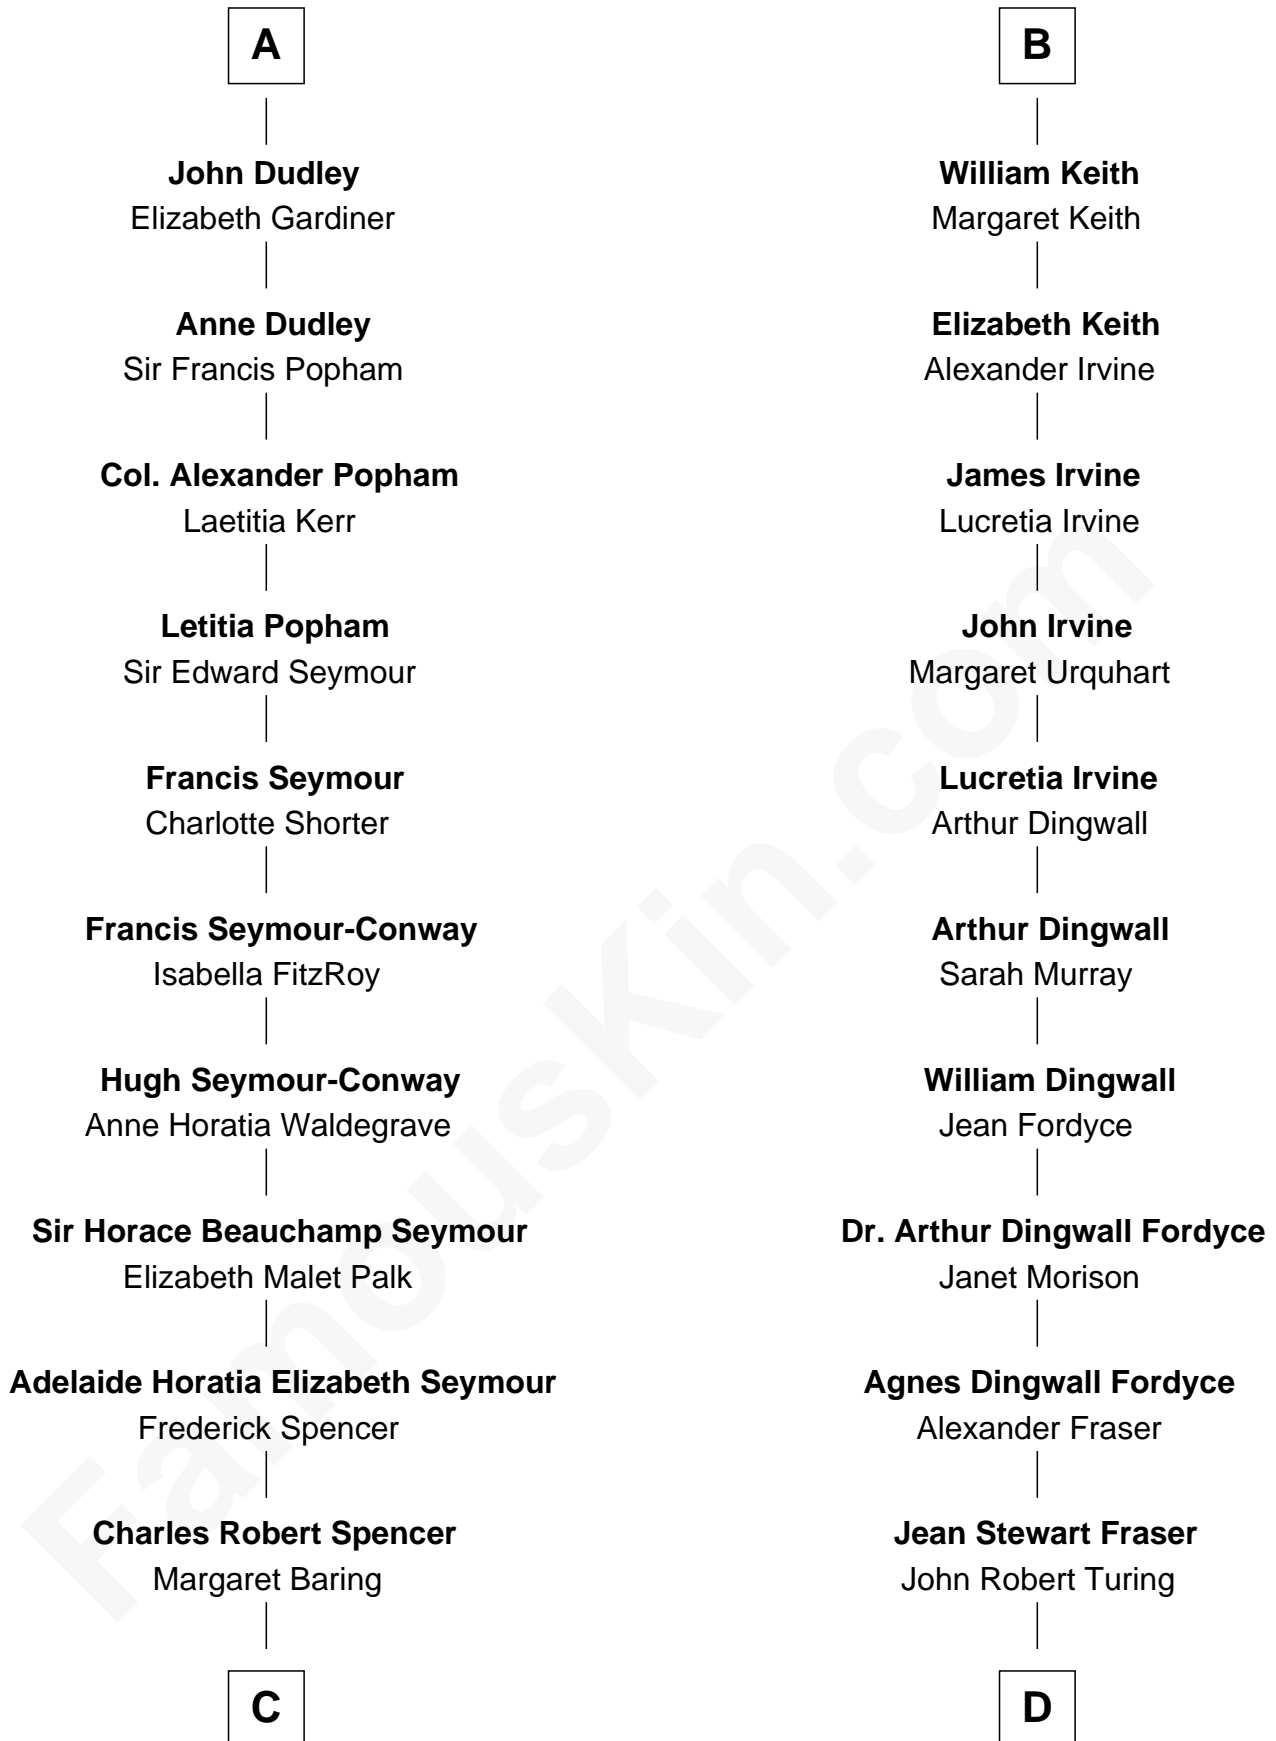 A
John Dudley
Elizabeth Gardiner
Anne Dudley
Sir Francis Popham
Col. Alexander Popham
Laetitia Kerr
Letitia Popham
Sir Edward Seymour
Francis Seymour
Charlotte Shorter
Francis Seymour-Conway
Isabella FitzRoy
Hugh Seymour-Conway
Anne Horatia Waldegrave
Sir Horace Beauchamp Seymour
Elizabeth Malet Palk
Adelaide Horatia Elizabeth Seymour
Frederick Spencer
Charles Robert Spencer
Margaret Baring
C
B
William Keith
Margaret Keith
Elizabeth Keith
Alexander Irvine
James Irvine
Lucretia Irvine
John Irvine
Margaret Urquhart
Lucretia Irvine
Arthur Dingwall
Arthur Dingwall
Sarah Murray
William Dingwall
Jean Fordyce
Dr. Arthur Dingwall Fordyce
Janet Morison
Agnes Dingwall Fordyce
Alexander Fraser
Jean Stewart Fraser
John Robert Turing
D
FamousKin.com